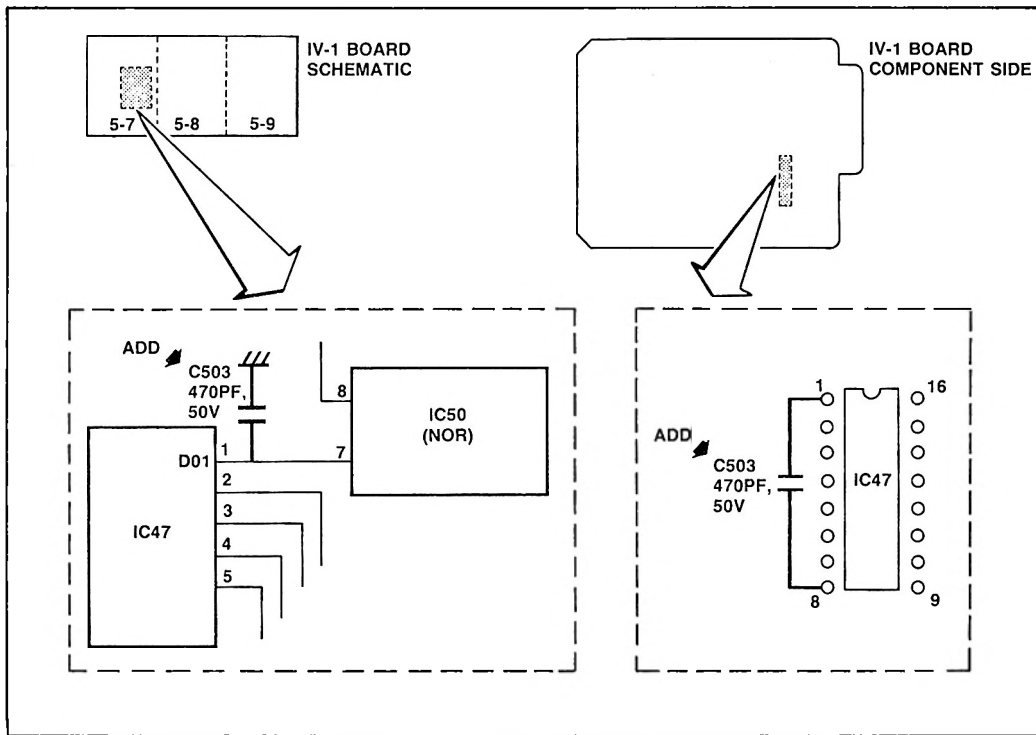 IV-1 BOARD
SCHEMATIC
5-7
5-8
5-9
IV-1 BOARD
COMPONENT SIDE
ADD
C503
470PF,
50V
8
IC50
(NOR)
7
D01
1
2
3
4
5
IC47
ADD
C503
470PF,
50V
1
16
IC47
8
9